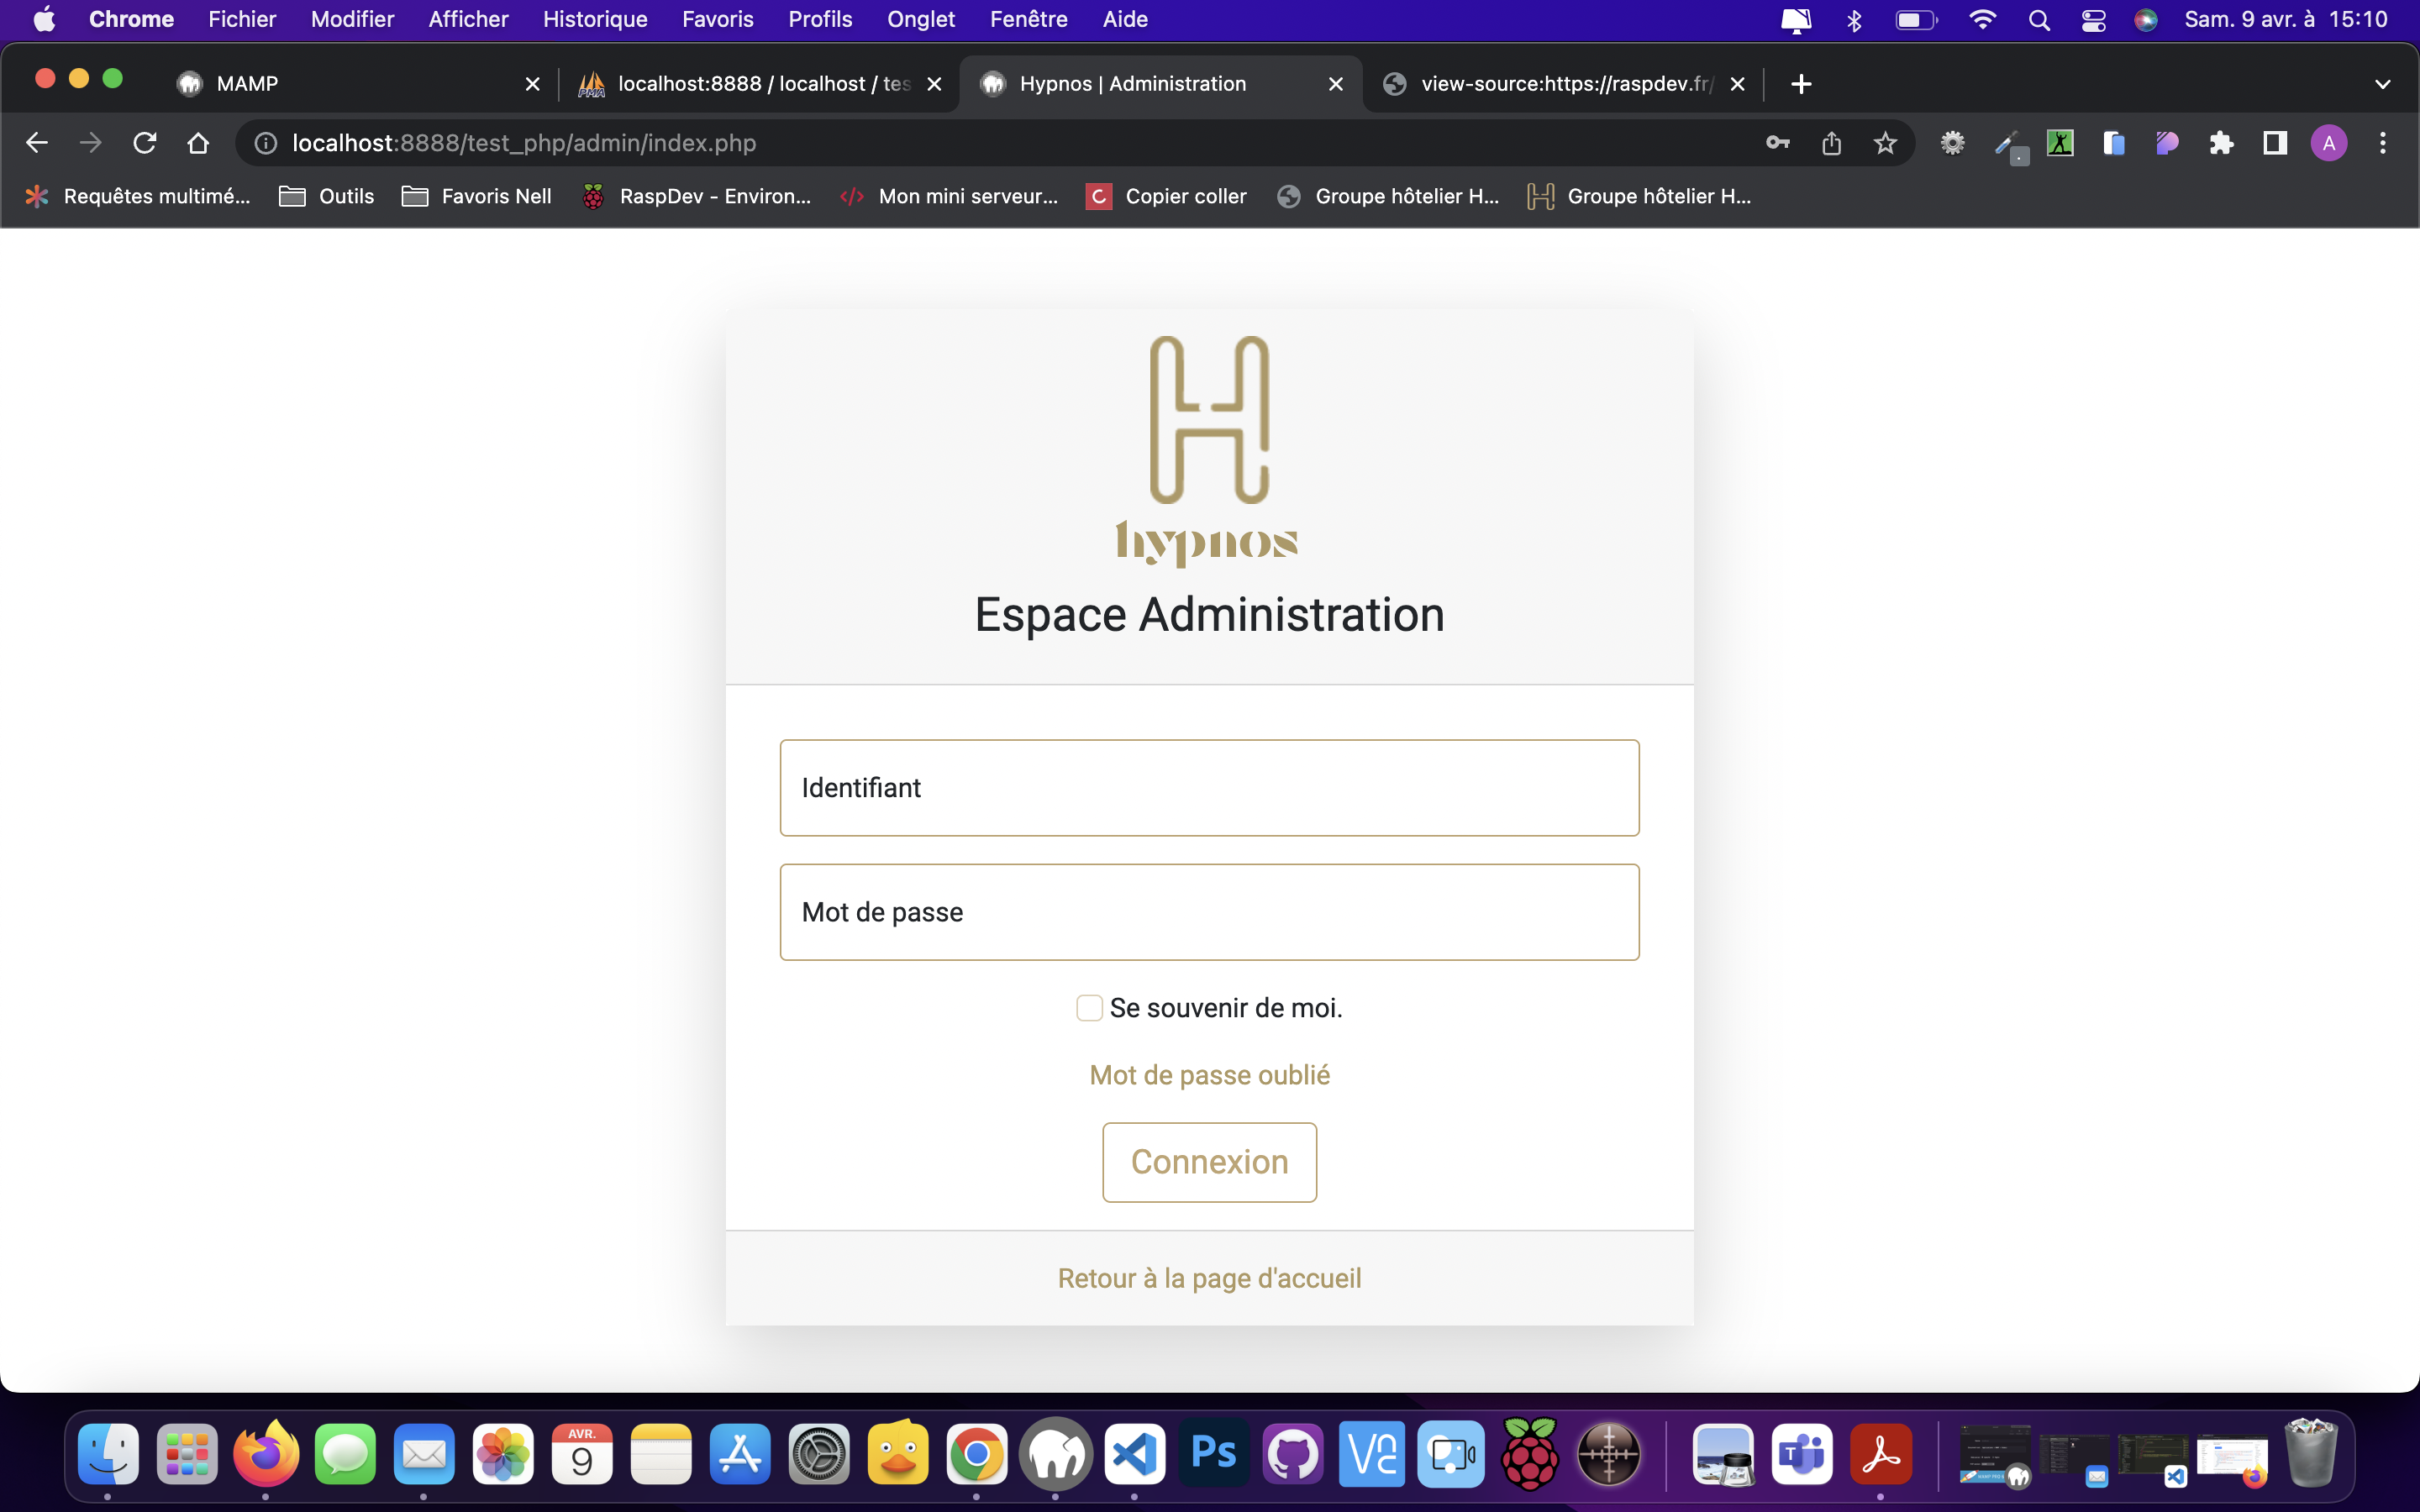 Chrome Fichier Modifier Afficher Historique Favoris Profils Onglet Fenêtre Aide Sam. 9 avr. à 15:10
MAMP localhost:8888 / localhost / tes Hypnos | Administration view-source:https://raspdev.fr/
localhost:8888/test_php/admin/index.php A
Requêtes multimé... Outils Favoris Nell RaspDev - Environ... Mon mini serveur... C Copier coller Groupe hôtelier H... Groupe hôtelier H...
H
hypnos
Espace Administration
Identifiant
Mot de passe
Se souvenir de moi.
Mot de passe oublié
Connexion
Retour à la page d'accueil
AVR.
9
Ps